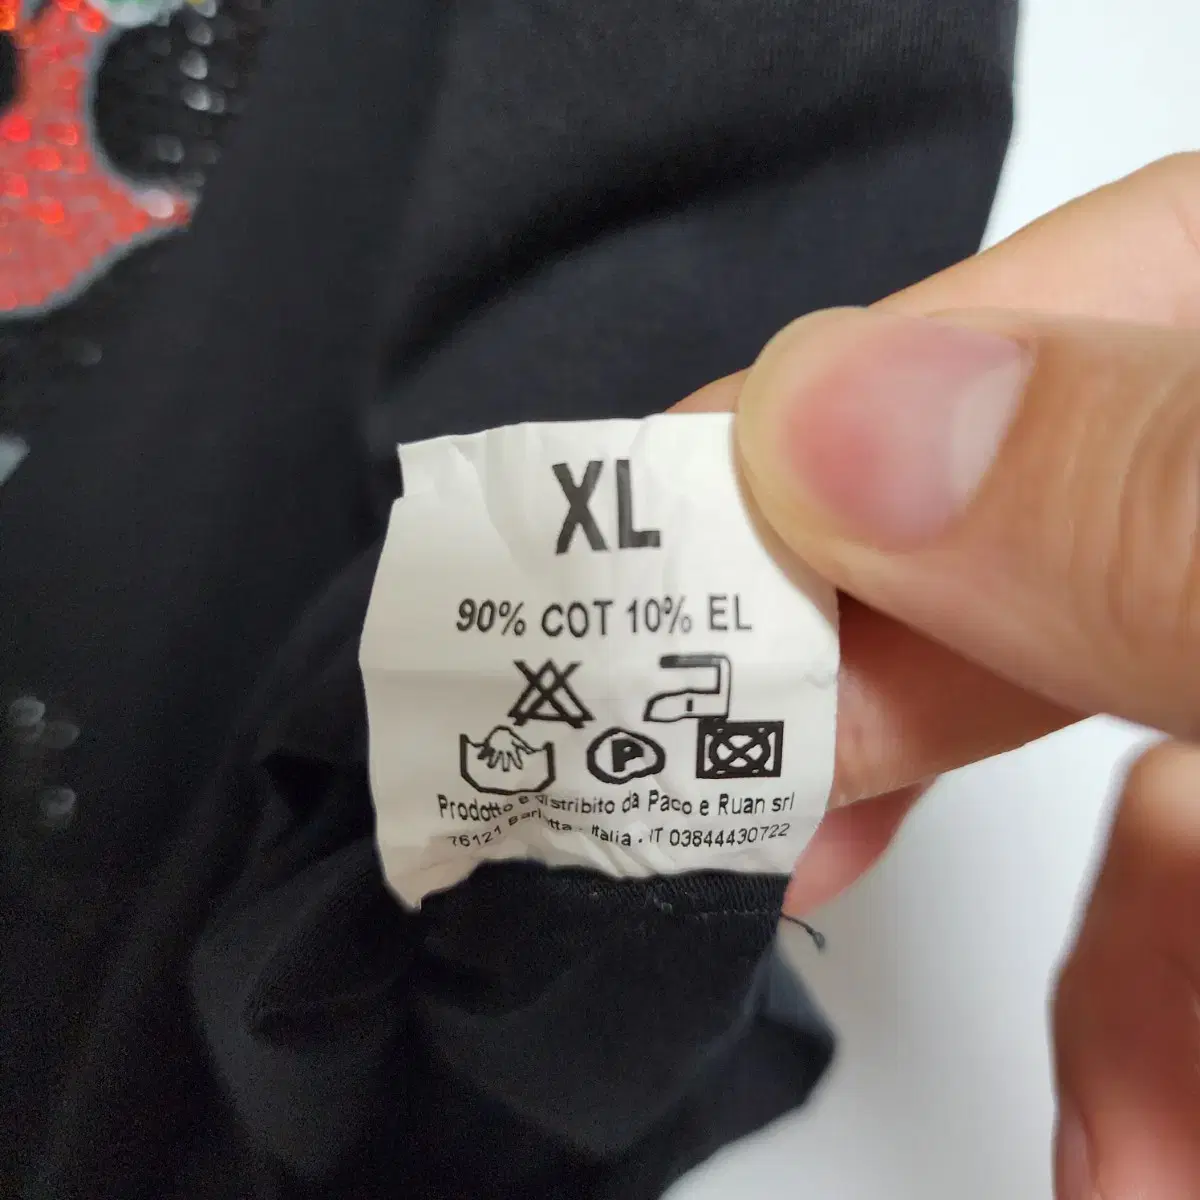 XL
90% COT 10% EL
P
Prodotto e distribito da Paco e Ruan srl
76121 Barletta - Italia - IT 03844430722